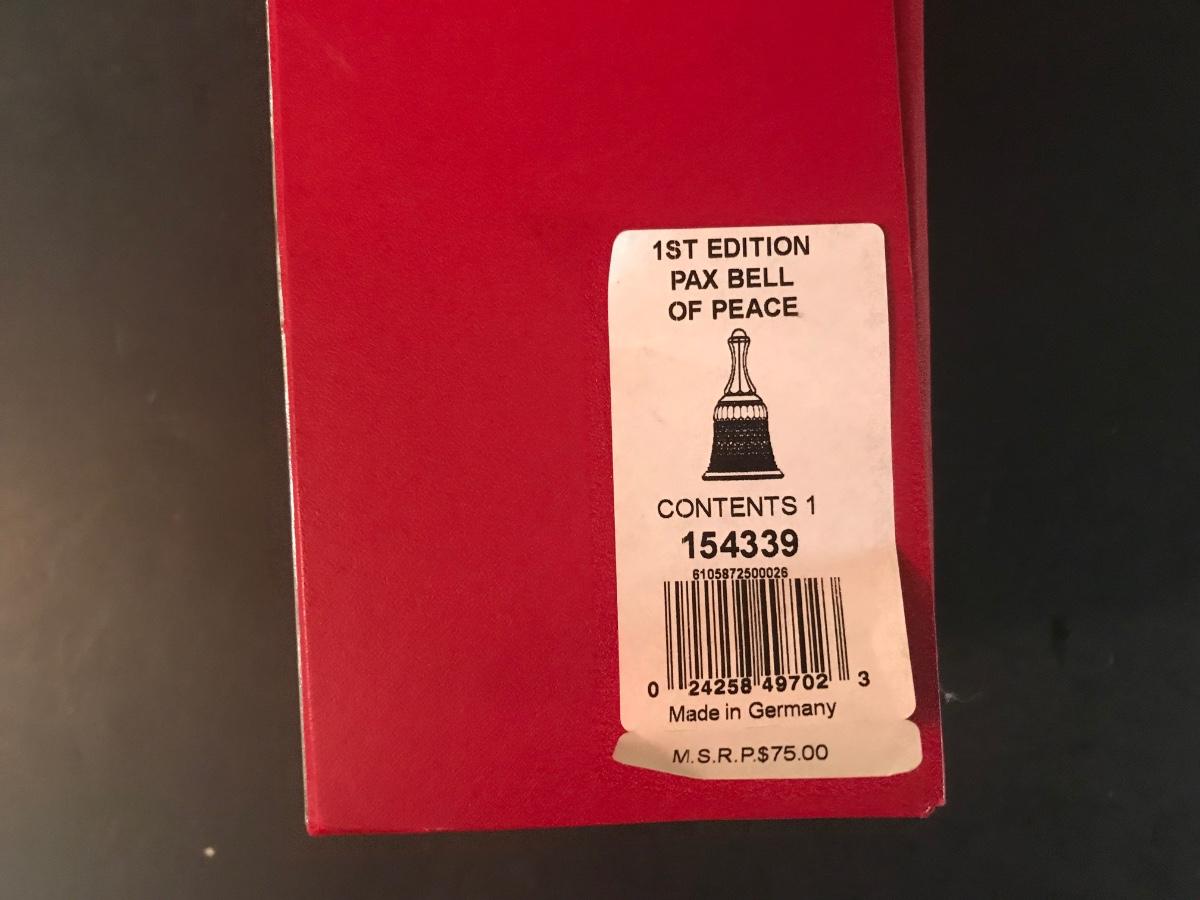 1ST EDITION
PAX BELL
OF PEACE
CONTENTS 1
154339
6105872500026
0 24258 49702 3
Made in Germany
M.S.R.P.$75.00